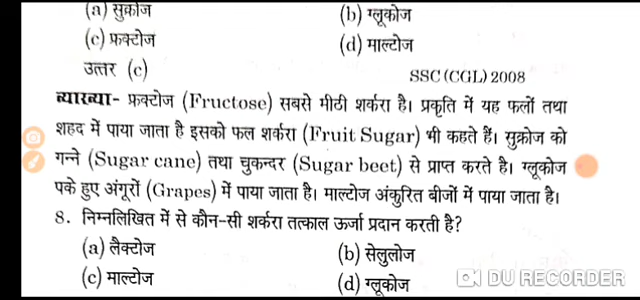 (a) सुक्रोज (b) ग्लूकोज
(c) फ्रक्टोज (d) माल्टोज
उत्तर (c) SSC (CGL) 2008
व्याख्या- फ्रक्टोज (Fructose) सबसे मीठी शर्करा है। प्रकृति में यह फलों तथा
शहद में पाया जाता है इसको फल शर्करा (Fruit Sugar) भी कहते हैं। सुक्रोज को
गन्ने (Sugar cane) तथा चुकन्दर (Sugar beet) से प्राप्त करते है। ग्लूकोज
पके हुए अंगूरों (Grapes) में पाया जाता है। माल्टोज अंकुरित बीजों में पाया जाता है।
8. निम्नलिखित में से कौन-सी शर्करा तत्काल ऊर्जा प्रदान करती है?
(a) लैक्टोज (b) सेलुलोज
(c) माल्टोज (d) ग्लूकोज
DU RECORDER